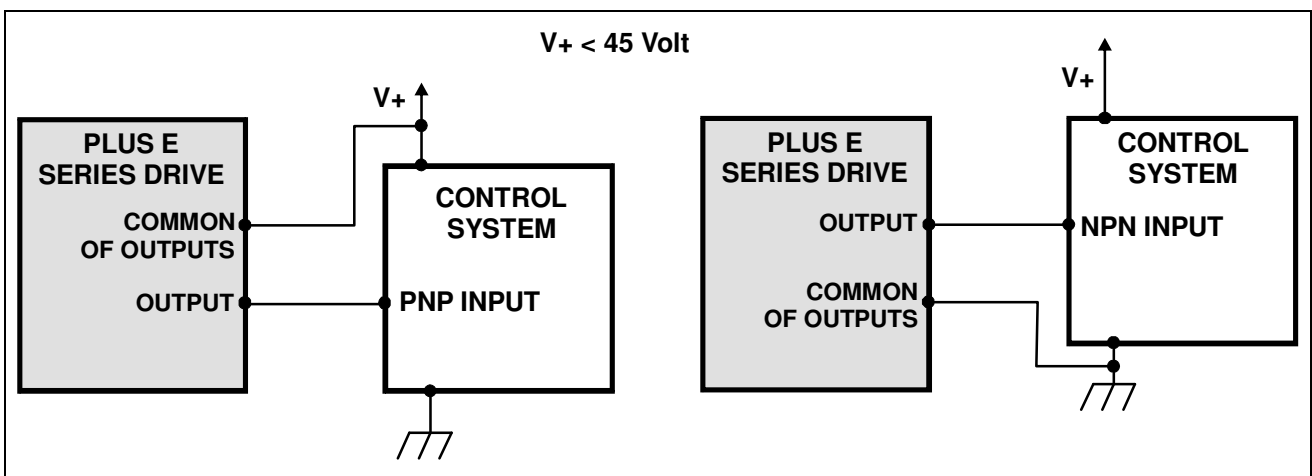 V+ < 45 Volt
V+
PLUS E
SERIES DRIVE
COMMON
OF OUTPUTS
OUTPUT
CONTROL
SYSTEM
PNP INPUT
V+
PLUS E
SERIES DRIVE
OUTPUT
COMMON
OF OUTPUTS
CONTROL
SYSTEM
NPN INPUT